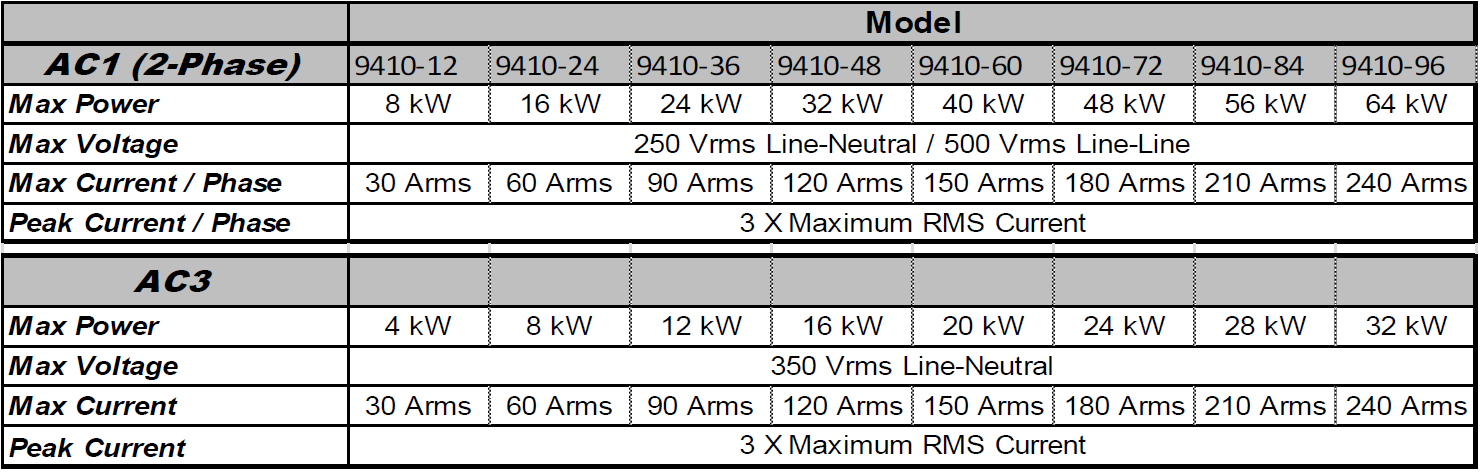 Model
AC1 (2-Phase) 9410-12 9410-24 9410-36 9410-48 9410-60 9410-72 9410-84 9410-96
Max Power 8 kW 16 kW 24 kW 32 kW 40 kW 48 kW 56 kW 64 kW
Max Voltage 250 Vrms Line-Neutral / 500 Vrms Line-Line
Max Current / Phase 30 Arms 60 Arms 90 Arms 120 Arms 150 Arms 180 Arms 210 Arms 240 Arms
Peak Current / Phase 3 X Maximum RMS Current
AC3
Max Power 4 kW 8 kW 12 kW 16 kW 20 kW 24 kW 28 kW 32 kW
Max Voltage 350 Vrms Line-Neutral
Max Current 30 Arms 60 Arms 90 Arms 120 Arms 150 Arms 180 Arms 210 Arms 240 Arms
Peak Current 3 X Maximum RMS Current